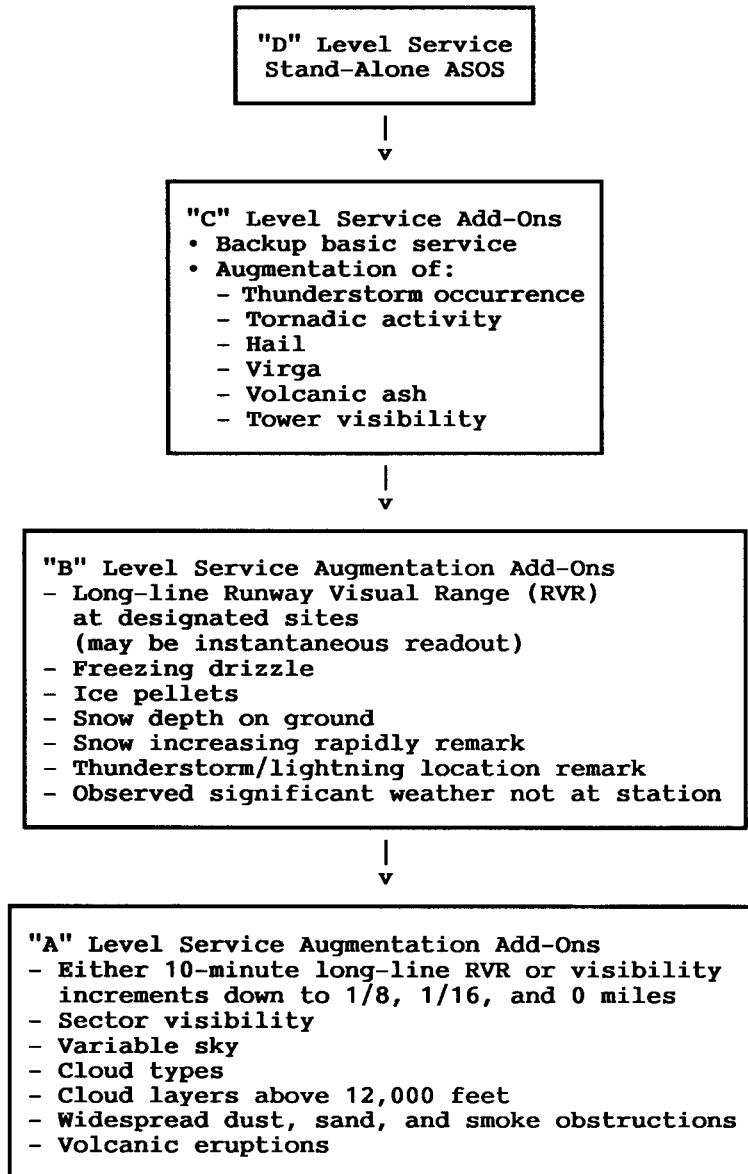 "D" Level Service
Stand-Alone ASOS
|
v
"C" Level Service Add-Ons
• Backup basic service
• Augmentation of:
– Thunderstorm occurrence
– Tornadic activity
– Hail
– Virga
– Volcanic ash
– Tower visibility
|
v
"B" Level Service Augmentation Add-Ons
– Long-line Runway Visual Range (RVR)
at designated sites
(may be instantaneous readout)
– Freezing drizzle
– Ice pellets
– Snow depth on ground
– Snow increasing rapidly remark
– Thunderstorm/lightning location remark
– Observed significant weather not at station
|
v
"A" Level Service Augmentation Add-Ons
– Either 10-minute long-line RVR or visibility
increments down to 1/8, 1/16, and 0 miles
– Sector visibility
– Variable sky
– Cloud types
– Cloud layers above 12,000 feet
– Widespread dust, sand, and smoke obstructions
– Volcanic eruptions